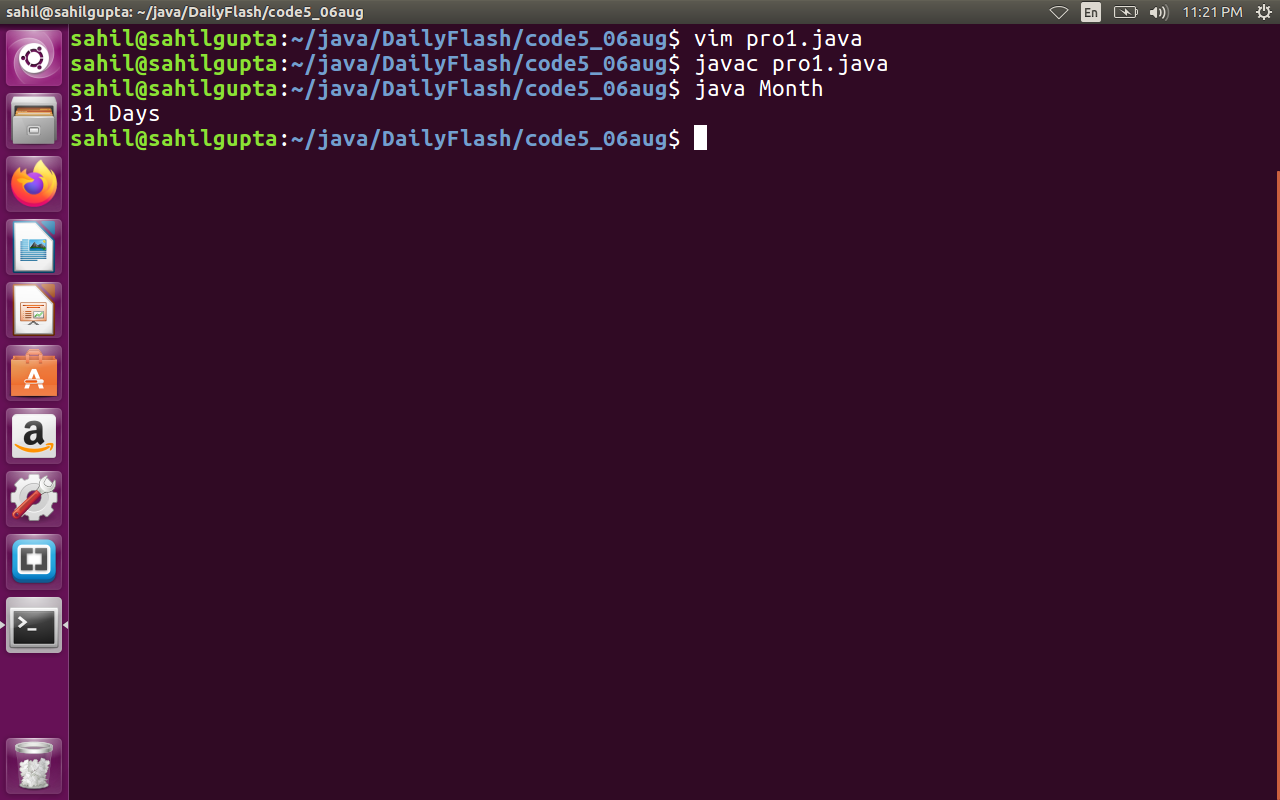 sahil@sahilgupta: ~/java/DailyFlash/code5_06aug
En
11:21 PM
sahil@sahilgupta:~/java/DailyFlash/code5_06aug$ vim pro1.java
sahil@sahilgupta:~/java/DailyFlash/code5_06aug$ javac pro1.java
sahil@sahilgupta:~/java/DailyFlash/code5_06aug$ java Month
31 Days
sahil@sahilgupta:~/java/DailyFlash/code5_06aug$